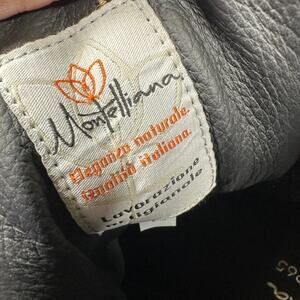 Montelliana
Eleganza naturale.
Qualità italiana.
Lavorazione
artigianale